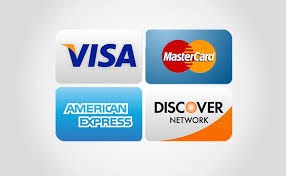 VISA
MasterCard
AMERICAN
EXPRESS
DISCOVER
NETWORK